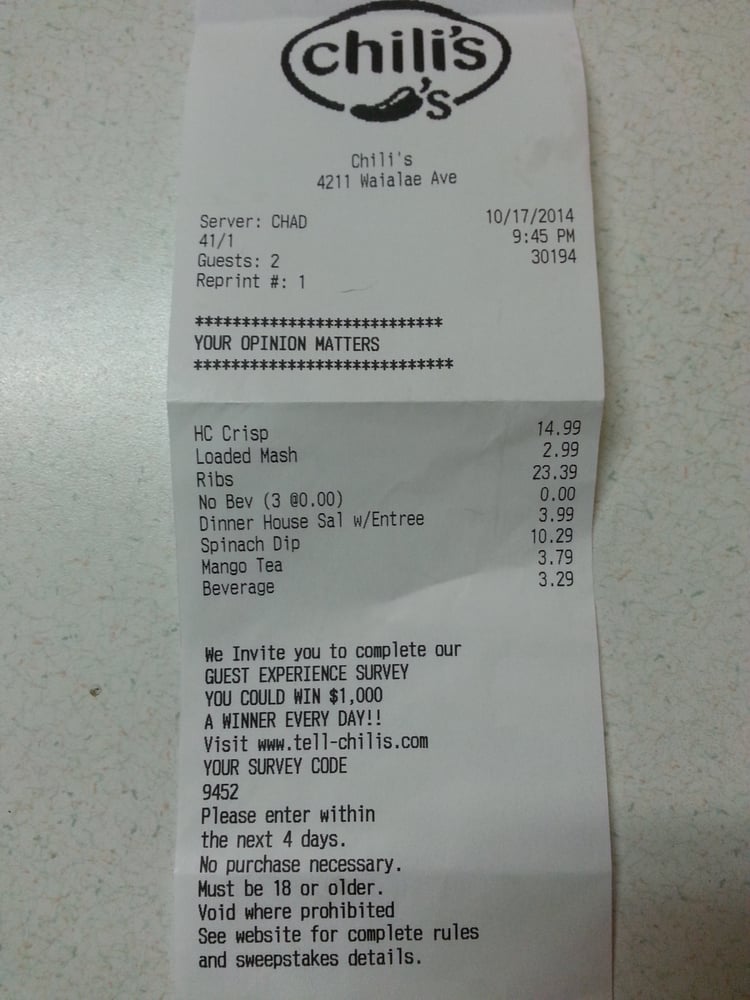 chili's
's
Chili's
4211 Waialae Ave
Server: CHAD 10/17/2014
41/1 9:45 PM
Guests: 2 30194
Reprint #: 1
***************************
YOUR OPINION MATTERS
****************************
HC Crisp 14.99
Loaded Mash 2.99
Ribs 23.39
No Bev (3 @0.00) 0.00
Dinner House Sal w/Entree 3.99
Spinach Dip 10.29
Mango Tea 3.79
Beverage 3.29
We Invite you to complete our
GUEST EXPERIENCE SURVEY
YOU COULD WIN $1,000
A WINNER EVERY DAY!!
Visit www.tell-chilis.com
YOUR SURVEY CODE
9452
Please enter within
the next 4 days.
No purchase necessary.
Must be 18 or older.
Void where prohibited
See website for complete rules
and sweepstakes details.